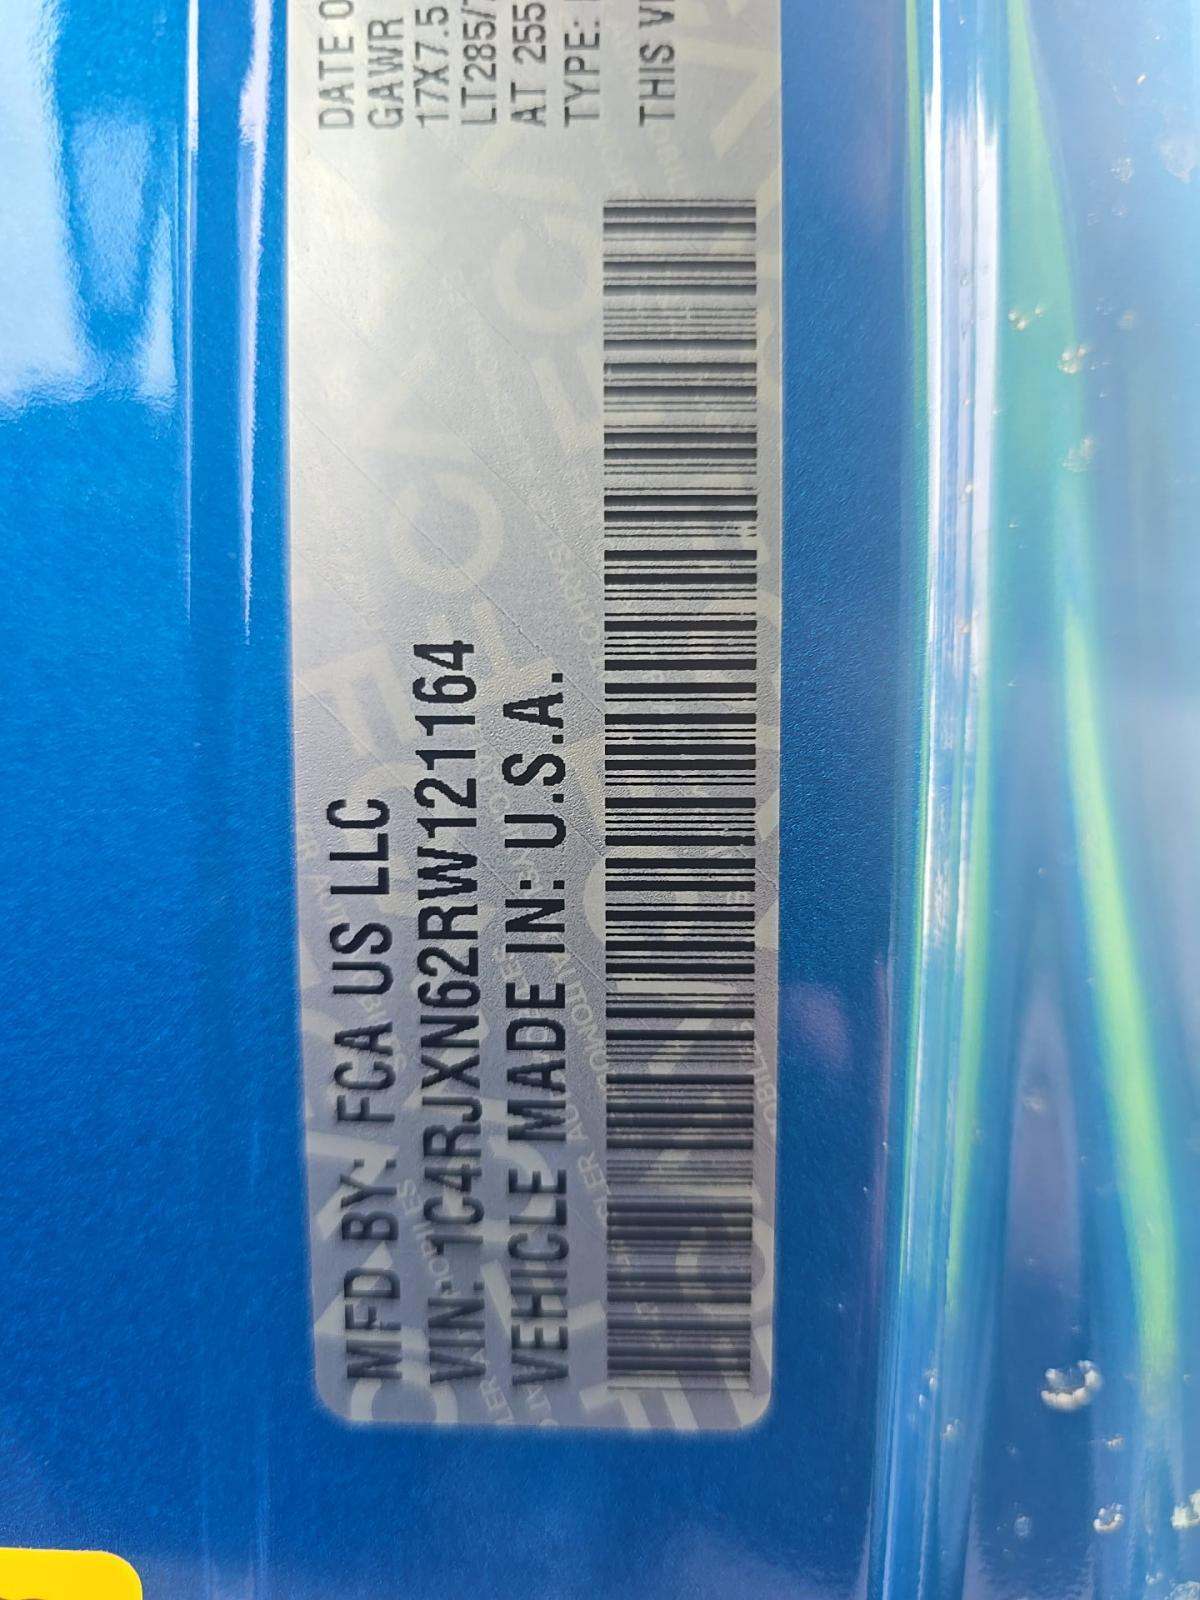 MFD BY: FCA US LLC
VIN: 1C4RJXN62RW121164
VEHICLE MADE IN: U.S.A.
DATE O
GAWR
17X7.5
LT285/
AT 255
TYPE:
THIS VE